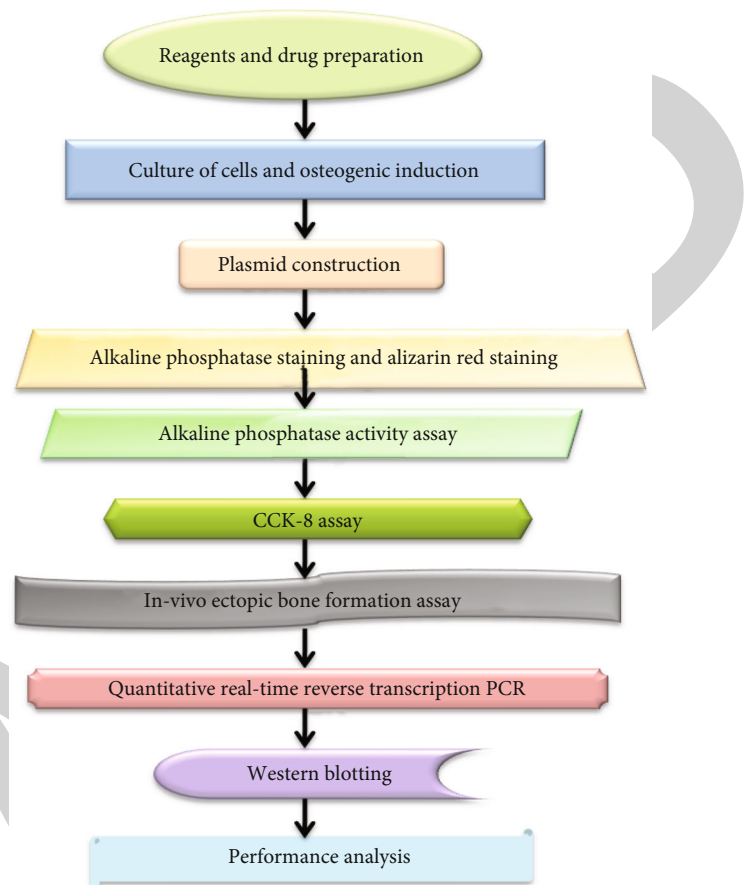 Reagents and drug preparation
Culture of cells and osteogenic induction
Plasmid construction
Alkaline phosphatase staining and alizarin red staining
Alkaline phosphatase activity assay
CCK-8 assay
In-vivo ectopic bone formation assay
Quantitative real-time reverse transcription PCR
Western blotting
Performance analysis